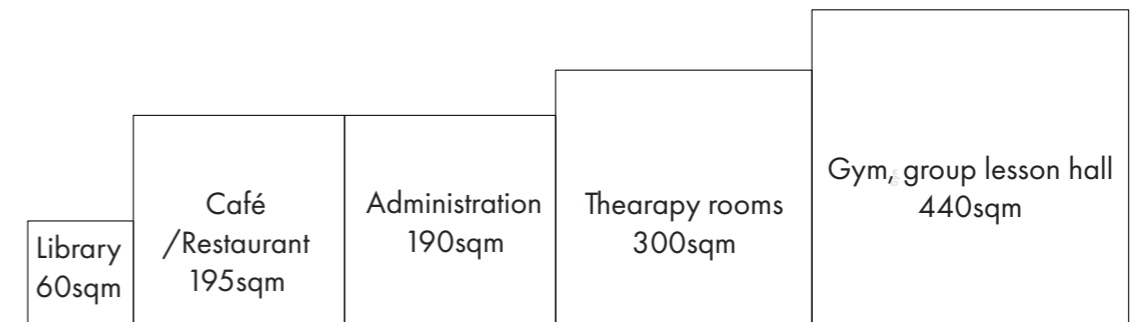 Library
60sqm
Café
/Restaurant
195sqm
Administration
190sqm
Thearapy rooms
300sqm
Gym, group lesson hall
440sqm